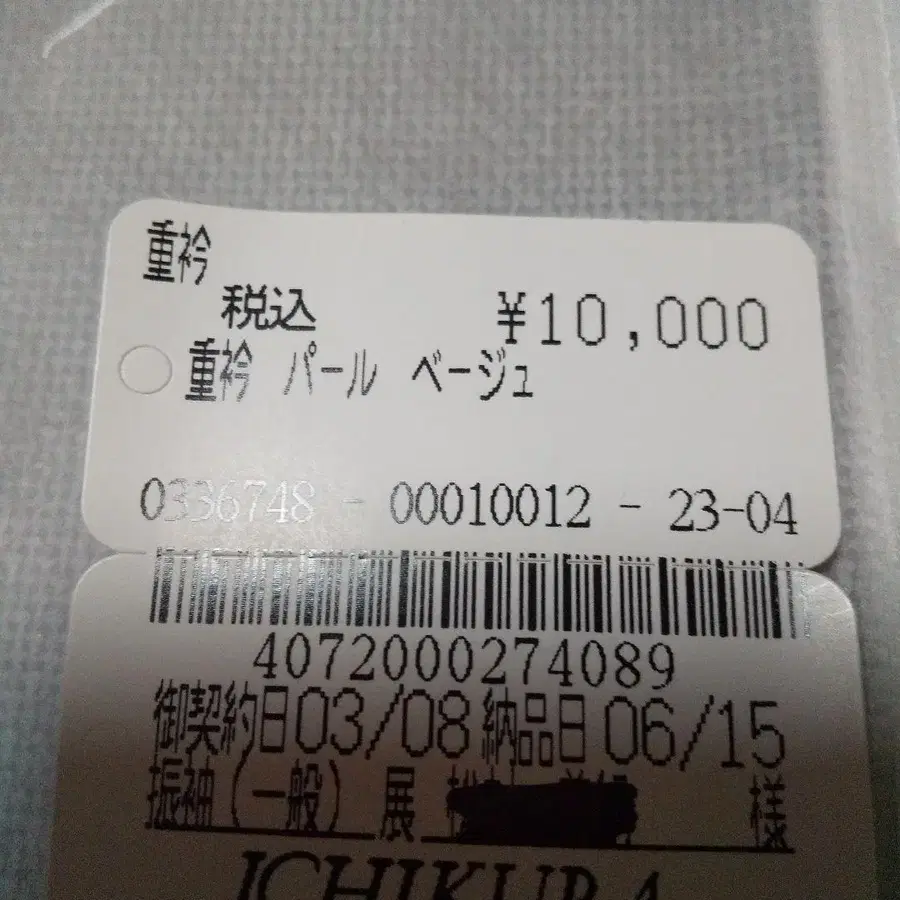 重衿
税込 ¥10,000
重衿 パール ベージュ
0336748 - 00010012 - 23-04
4072000274089
御契約日03/08 納品日 06/15
振袖(一般) 展 様
ICHIKURA